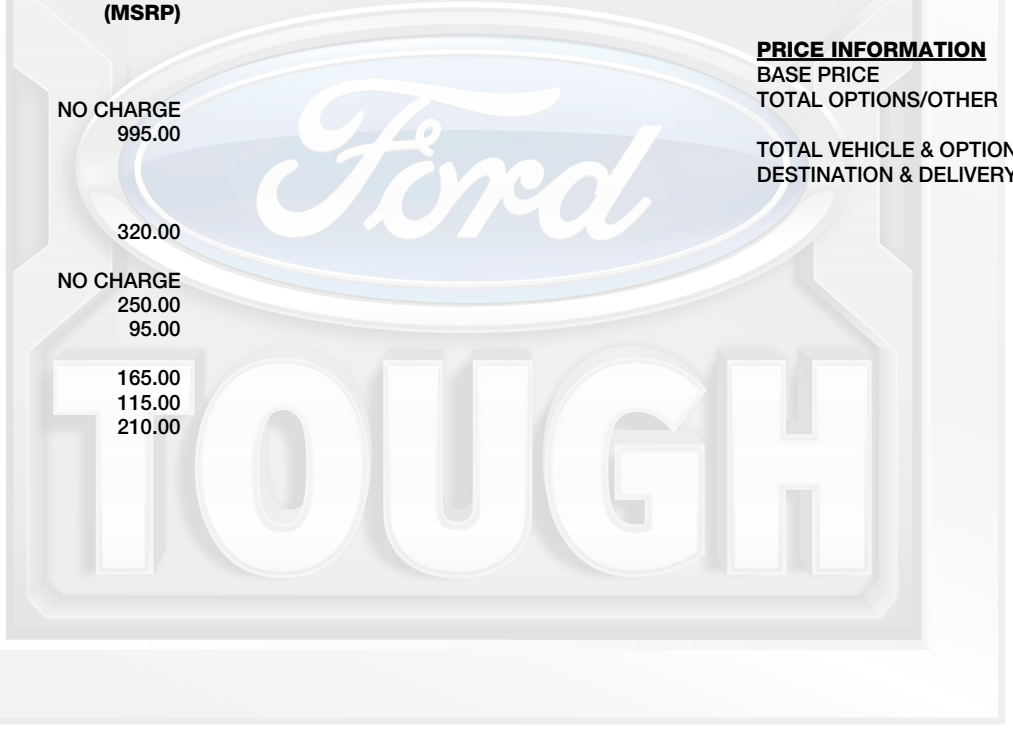 (MSRP)
NO CHARGE
995.00
320.00
NO CHARGE
250.00
95.00
165.00
115.00
210.00
PRICE INFORMATION
BASE PRICE
TOTAL OPTIONS/OTHER
TOTAL VEHICLE & OPTION
DESTINATION & DELIVERY
Ford
TOUGH